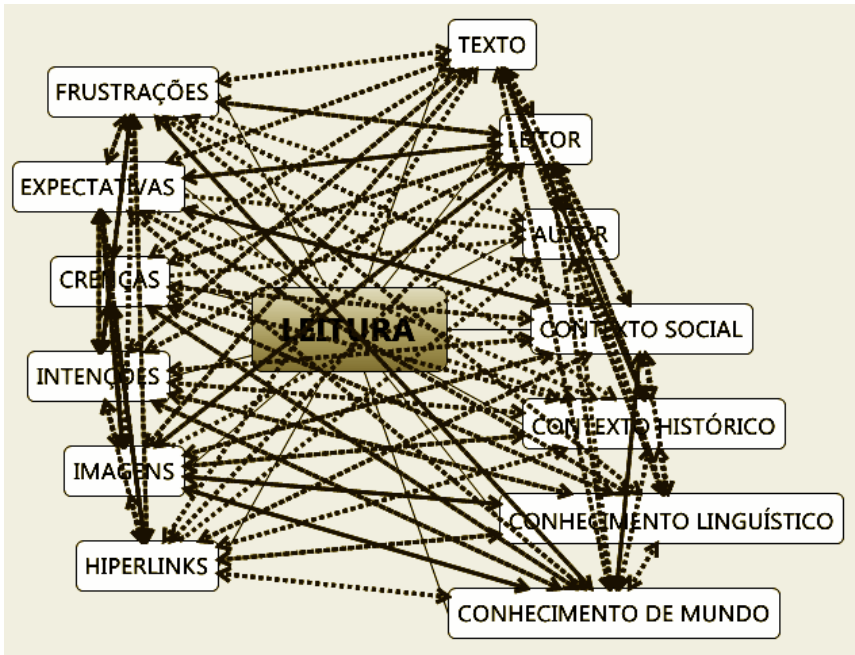 TEXTO
FRUSTRAÇÕES
LEITOR
EXPECTATIVAS
AUTOR
CRENÇAS
LEITURA
CONTEXTO SOCIAL
INTENÇÕES
CONTEXTO HISTÓRICO
IMAGENS
CONHECIMENTO LINGUÍSTICO
HIPERLINKS
CONHECIMENTO DE MUNDO